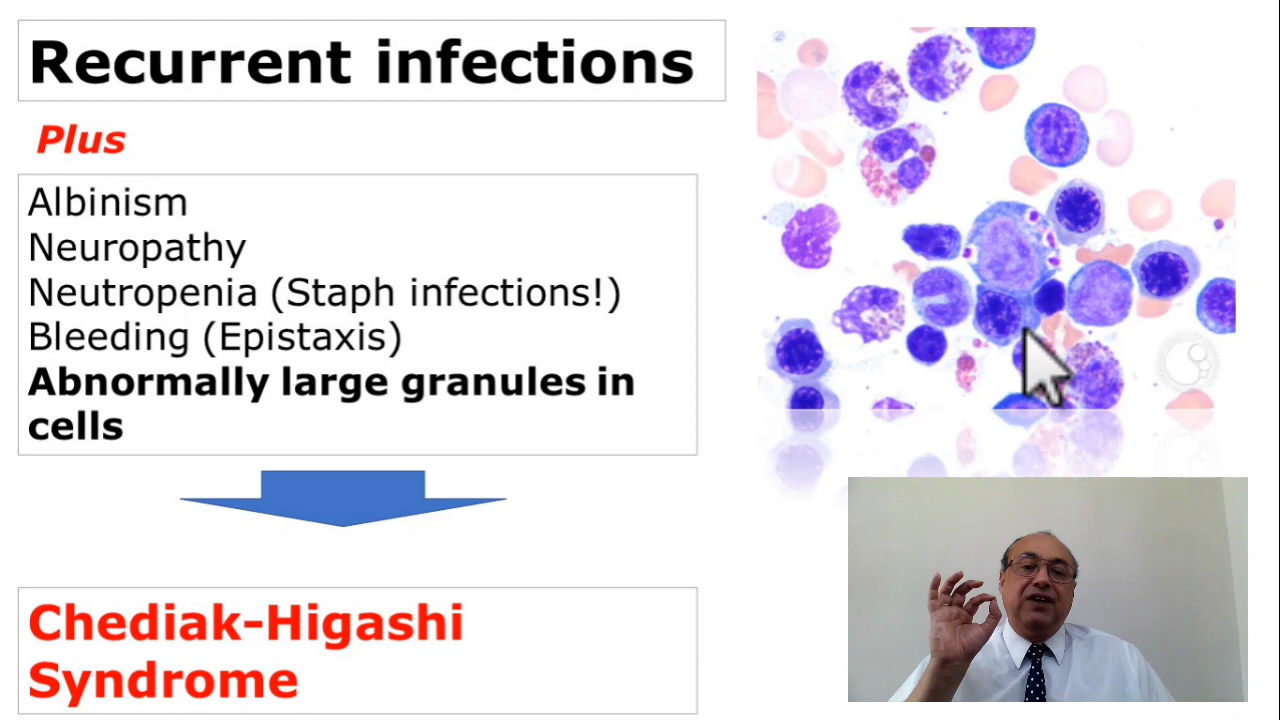 Recurrent infections
Plus
Albinism
Neuropathy
Neutropenia (Staph infections!)
Bleeding (Epistaxis)
Abnormally large granules in
cells
Chediak-Higashi
Syndrome